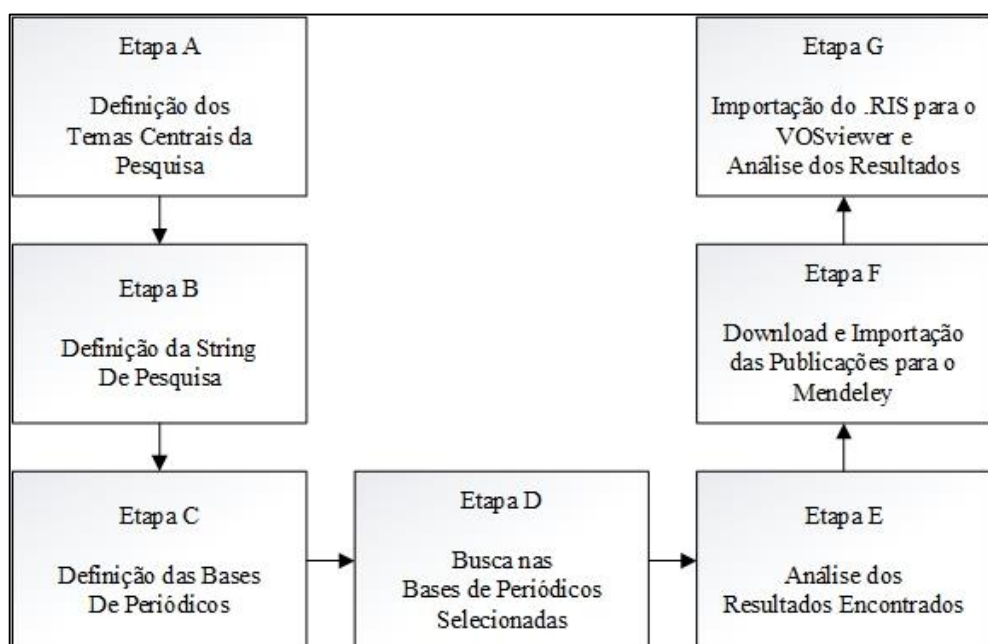 Etapa A
Definição dos
Temas Centrais da
Pesquisa
Etapa B
Definição da String
De Pesquisa
Etapa C
Definição das Bases
De Periódicos
Etapa D
Busca nas
Bases de Periódicos
Selecionadas
Etapa E
Análise dos
Resultados Encontrados
Etapa F
Download e Importação
das Publicações para o
Mendeley
Etapa G
Importação do .RIS para o
VOSviewer e
Análise dos Resultados